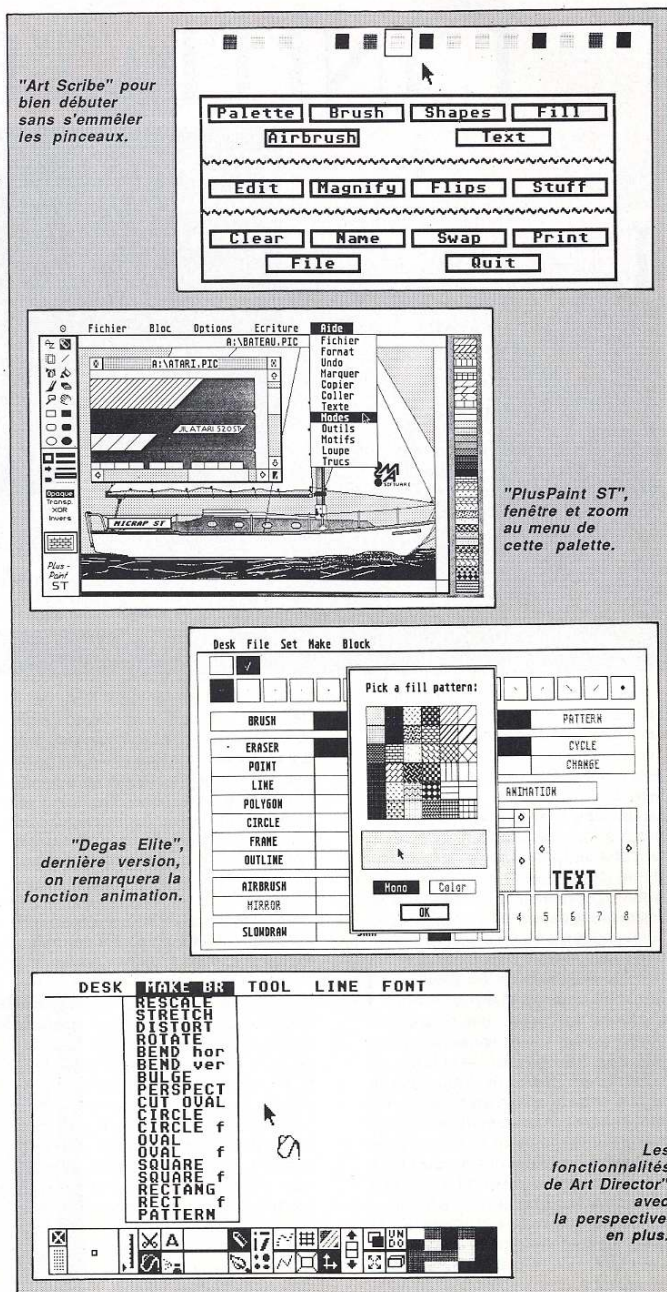 "Art Scribe" pour
bien débuter
sans s'emmêler
les pinceaux.
Palette Brush Shapes Fill
Airbrush Text
Edit Magnify Flips Stuff
Clear Name Swap Print
File Quit
Fichier Bloc Options Ecriture Aide
A:\BATEAU.PIC
A:\ATARI.PIC
Fichier
Format
Undo
Marquer
Copier
Coller
Texte
Modes
Outils
Motifs
Loupe
Trucs
ATARI 520ST
SOFTWARE
MICRAP ST
Opaque
Transp.
XOR
Invers
Plus-
Paint
ST
"PlusPaint ST",
fenêtre et zoom
au menu de
cette palette.
Desk File Set Make Block
Pick a fill pattern:
BRUSH PATTERN
ERASER CYCLE
POINT CHANGE
LINE ANIMATION
POLYGON
CIRCLE
FRAME
OUTLINE
AIRBRUSH
MIRROR
SLOWDRAW
TEXT
Mono Color
OK
4 5 6 7 8
"Degas Elite",
dernière version,
on remarquera la
fonction animation.
DESK MAKE BR TOOL LINE FONT
RESCALE
STRETCH
DISTORT
ROTATE
BEND hor
BEND ver
BULGE
PERSPECT
CUT OVAL
CIRCLE
CIRCLE f
OVAL
OVAL f
SQUARE
SQUARE f
RECTANG
RECT f
PATTERN
A
UN
DO
Les
fonctionnalités
de Art Director"
avec
la perspective
en plus.